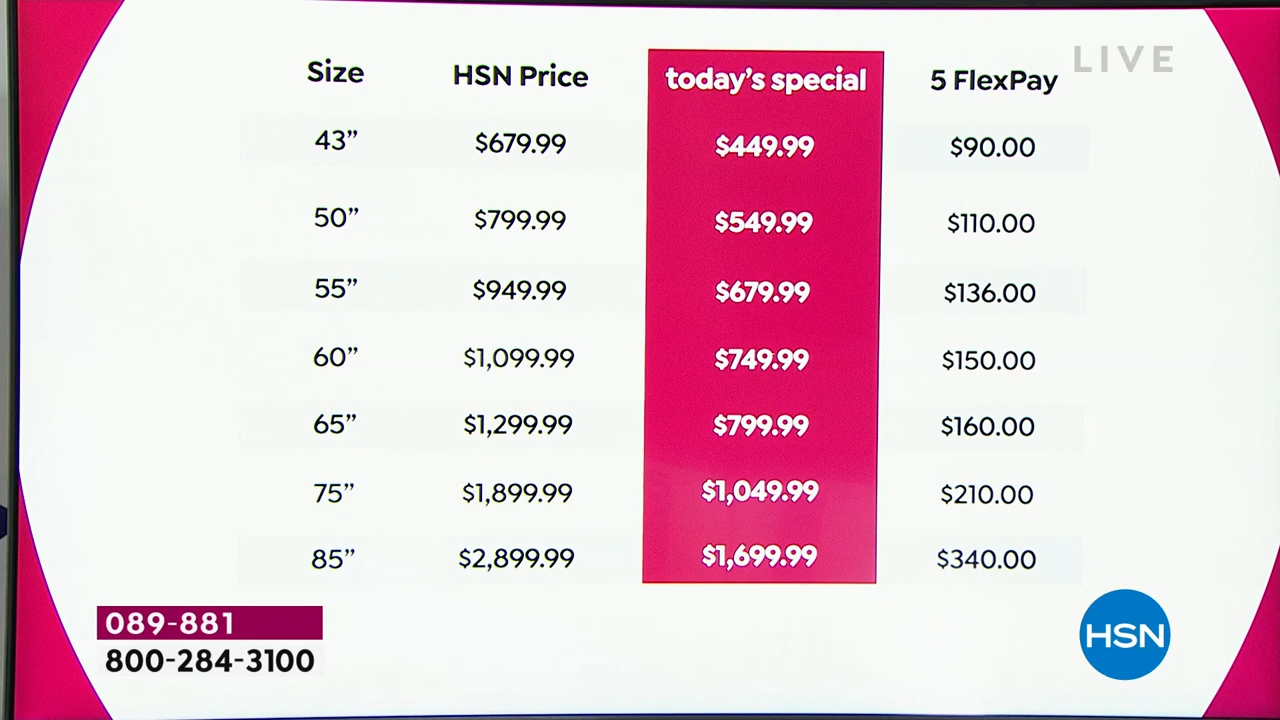 LIVE
Size HSN Price today's special 5 FlexPay
43” $679.99 $449.99 $90.00
50” $799.99 $549.99 $110.00
55” $949.99 $679.99 $136.00
60” $1,099.99 $749.99 $150.00
65” $1,299.99 $799.99 $160.00
75” $1,899.99 $1,049.99 $210.00
85” $2,899.99 $1,699.99 $340.00
089-881
800-284-3100
HSN